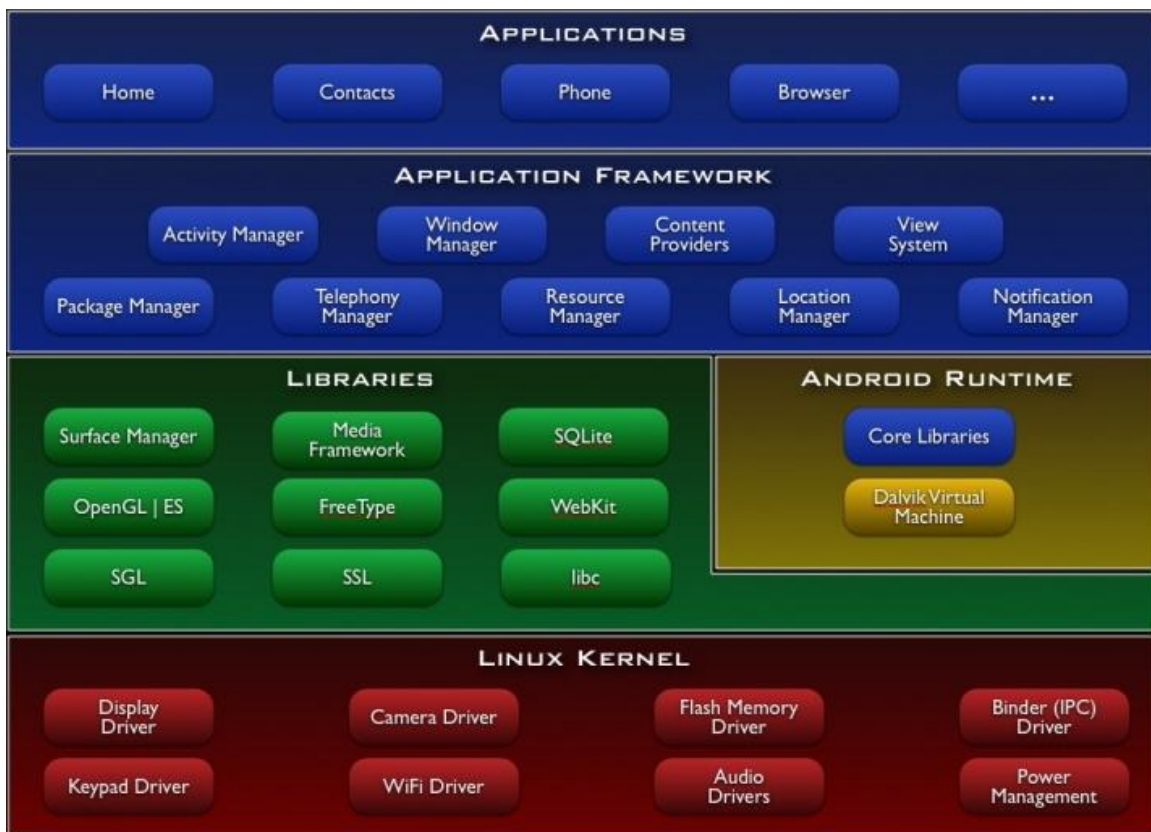 APPLICATIONS
Home
Contacts
Phone
Browser
...
APPLICATION FRAMEWORK
Activity Manager
Window
Manager
Content
Providers
View
System
Package Manager
Telephony
Manager
Resource
Manager
Location
Manager
Notification
Manager
LIBRARIES
Surface Manager
Media
Framework
SQLite
OpenGL | ES
FreeType
WebKit
SGL
SSL
libc
ANDROID RUNTIME
Core Libraries
Dalvik Virtual
Machine
LINUX KERNEL
Display
Driver
Camera Driver
Flash Memory
Driver
Binder (IPC)
Driver
Keypad Driver
WiFi Driver
Audio
Drivers
Power
Management